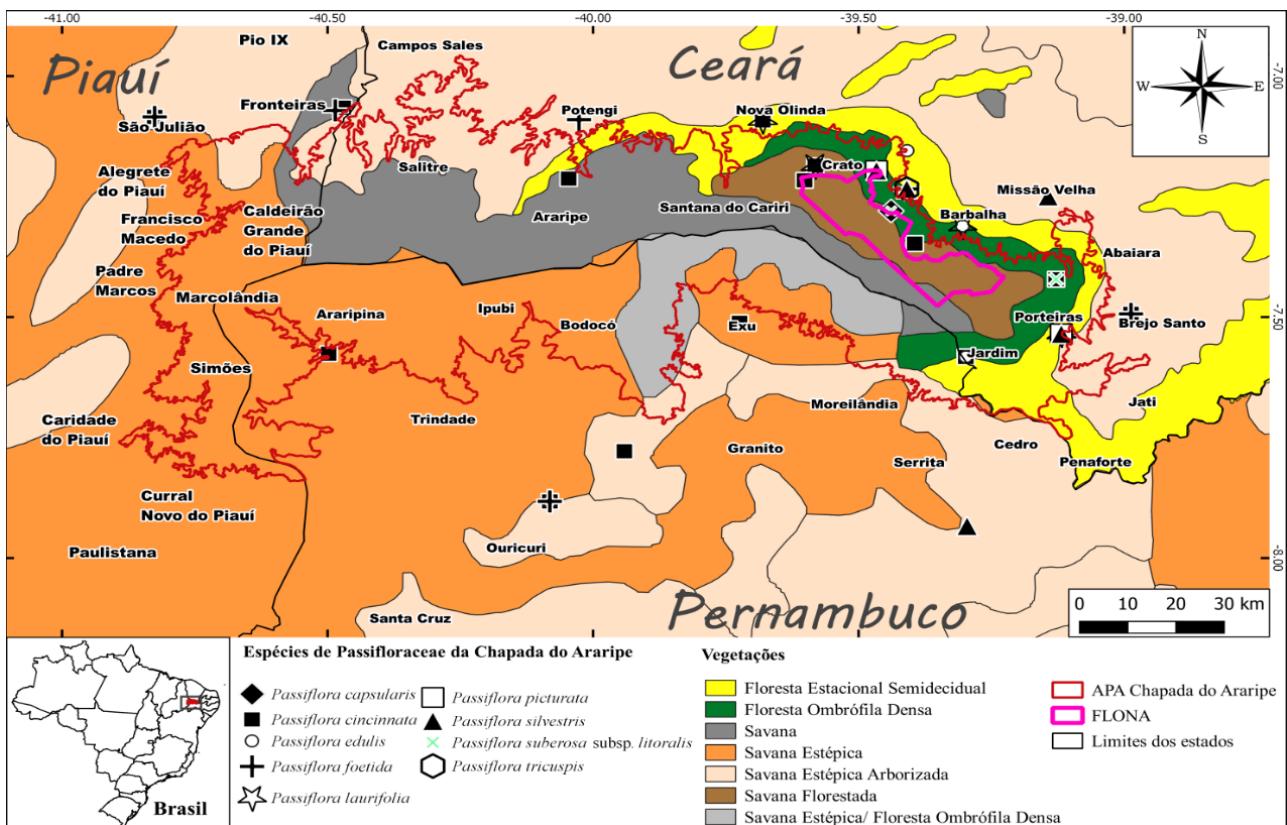 -41.00
-40.50
-40.00
-39.50
-39.00
Pio IX
Campos Sales
Piauí
Ceará
N
W
E
S
-7.00
Fronteiras
São Julião
Potengi
Nova Olinda
Alegrete
do Piauí
Salitre
Crato
Missão Velha
Francisco
Macedo
Caldeirão
Grande
do Piauí
Araripe
Santana do Cariri
Barbalha
Abaiara
Padre
Marcos
Marcolândia
Araripina
Ipubi
Bodocó
Exu
Porteiras
Brejo Santo
-7.50
Simões
Jardim
Caridade
do Piauí
Trindade
Moreilândia
Jati
Granito
Serrita
Cedro
Penaforte
Curral
Novo do Piauí
Paulistana
Ouricuri
-8.00
Santa Cruz
Pernambuco
0 10 20 30 km
Brasil
Espécies de Passifloraceae da Chapada do Araripe
Passiflora capsularis
Passiflora cincinnata
Passiflora edulis
Passiflora foetida
Passiflora laurifolia
Passiflora picturata
Passiflora silvestris
Passiflora suberosa subsp. litoralis
Passiflora tricuspis
Vegetações
Floresta Estacional Semidecidual
Floresta Ombrófila Densa
Savana
Savana Estépica
Savana Estépica Arborizada
Savana Florestada
Savana Estépica/ Floresta Ombrófila Densa
APA Chapada do Araripe
FLONA
Limites dos estados